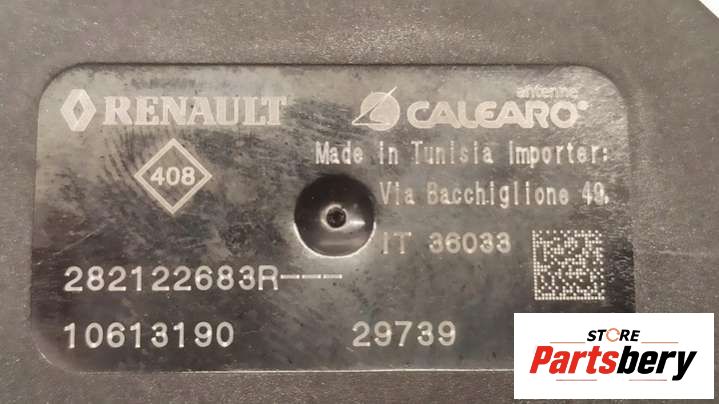 RENAULT
antenne
CALEARO
408
Made in Tunisia Importer:
Via Bacchiglione 49,
IT 36033
282122683R---
10613190 29739
STORE
Partsbery